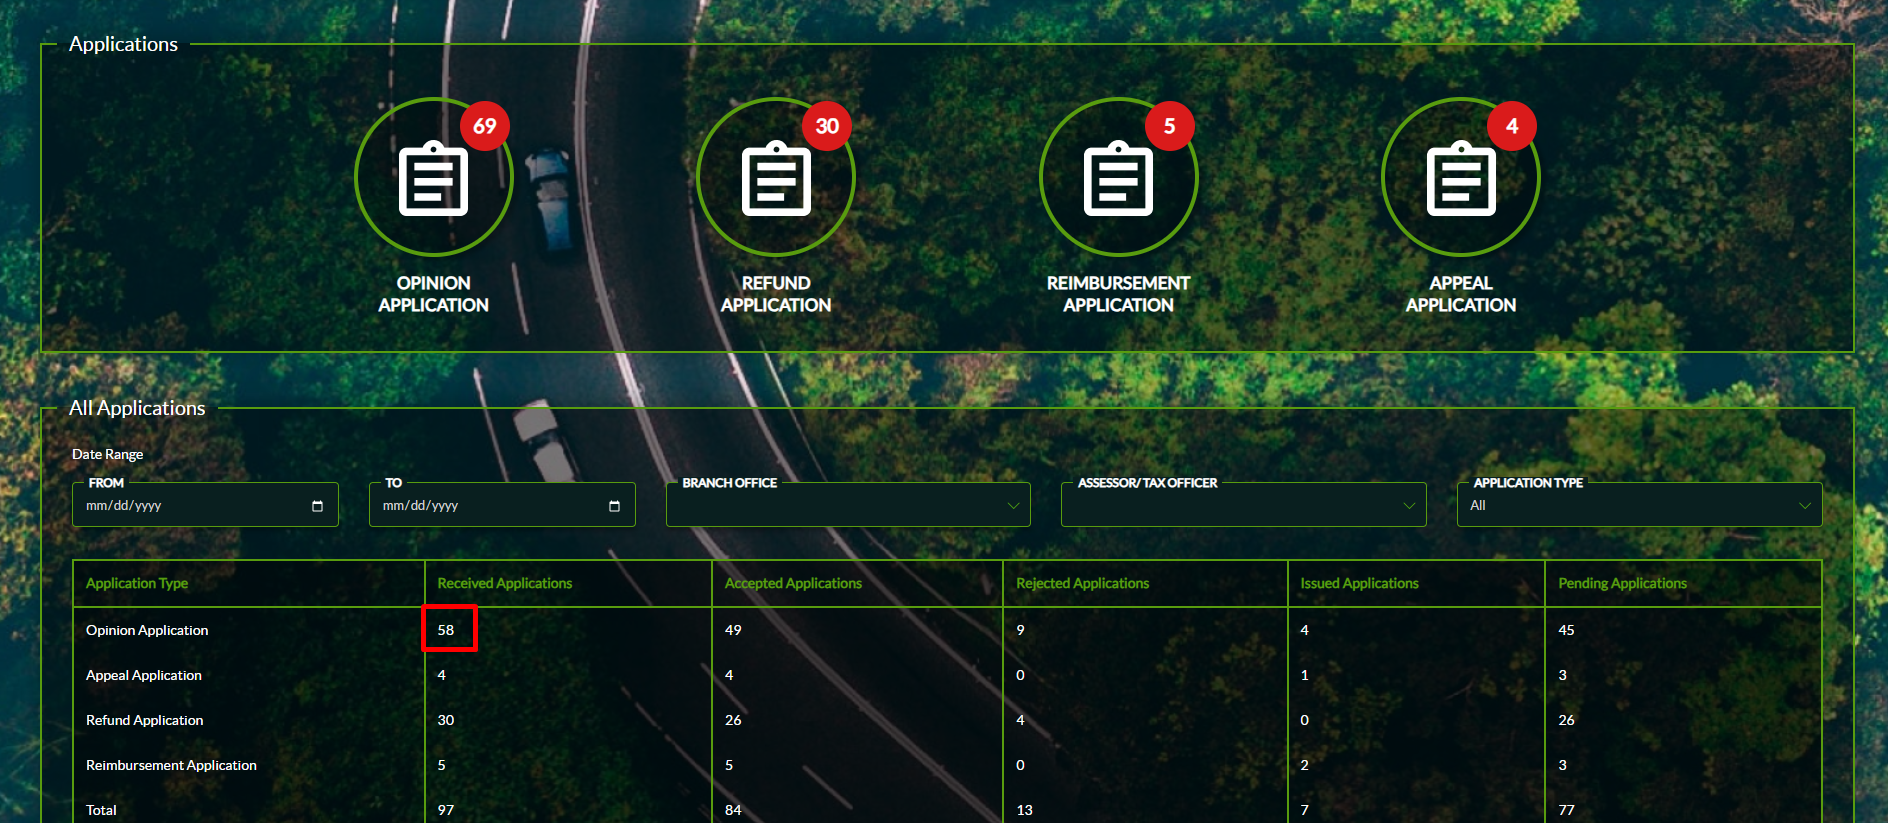 Applications
69
30
5
4
OPINION
APPLICATION
REFUND
APPLICATION
REIMBURSEMENT
APPLICATION
APPEAL
APPLICATION
All Applications
Date Range
FROM
mm/dd/yyyy
TO
mm/dd/yyyy
BRANCH OFFICE
ASSESSOR/ TAX OFFICER
APPLICATION TYPE
All
Application Type Received Applications Accepted Applications Rejected Applications Issued Applications Pending Applications
Opinion Application 58 49 9 4 45
Appeal Application 4 4 0 1 3
Refund Application 30 26 4 0 26
Reimbursement Application 5 5 0 2 3
Total 97 84 13 7 77